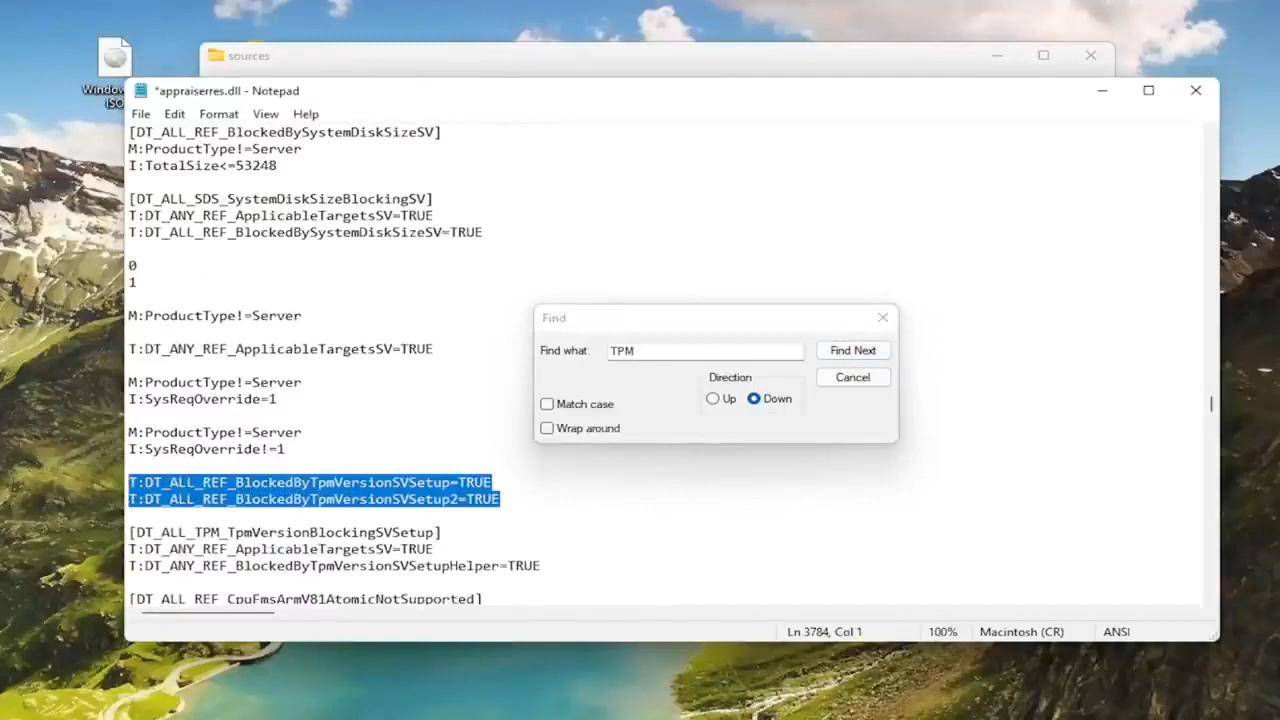 sources
Window
ISO
*appraiserres.dll - Notepad
File Edit Format View Help
[DT_ALL_REF_BlockedBySystemDiskSizeSV]
M:ProductType!=Server
I:TotalSize<=53248
[DT_ALL_SDS_SystemDiskSizeBlockingSV]
T:DT_ANY_REF_ApplicableTargetsSV=TRUE
T:DT_ALL_REF_BlockedBySystemDiskSizeSV=TRUE
0
1
M:ProductType!=Server
T:DT_ANY_REF_ApplicableTargetsSV=TRUE
M:ProductType!=Server
I:SysReqOverride=1
M:ProductType!=Server
I:SysReqOverride!=1
T:DT_ALL_REF_BlockedByTpmVersionSVSetup=TRUE
T:DT_ALL_REF_BlockedByTpmVersionSVSetup2=TRUE
[DT_ALL_TPM_TpmVersionBlockingSVSetup]
T:DT_ANY_REF_ApplicableTargetsSV=TRUE
T:DT_ANY_REF_BlockedByTpmVersionSVSetupHelper=TRUE
[DT_ALL_REF_CpuFmsArmV81AtomicNotSupported]
Find
Find what: TPM Find Next
Direction Cancel
Up Down
Match case
Wrap around
Ln 3784, Col 1 100% Macintosh (CR) ANSI